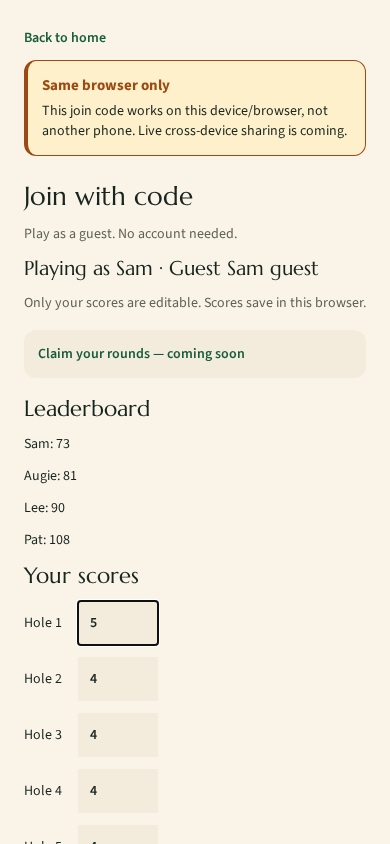 Back to home
Same browser only
This join code works on this device/browser, not
another phone. Live cross-device sharing is coming.
Join with code
Play as a guest. No account needed.
Playing as Sam · Guest Sam guest
Only your scores are editable. Scores save in this browser.
Claim your rounds — coming soon
Leaderboard
Sam: 73
Augie: 81
Lee: 90
Pat: 108
Your scores
Hole 1 5
Hole 2 4
Hole 3 4
Hole 4 4